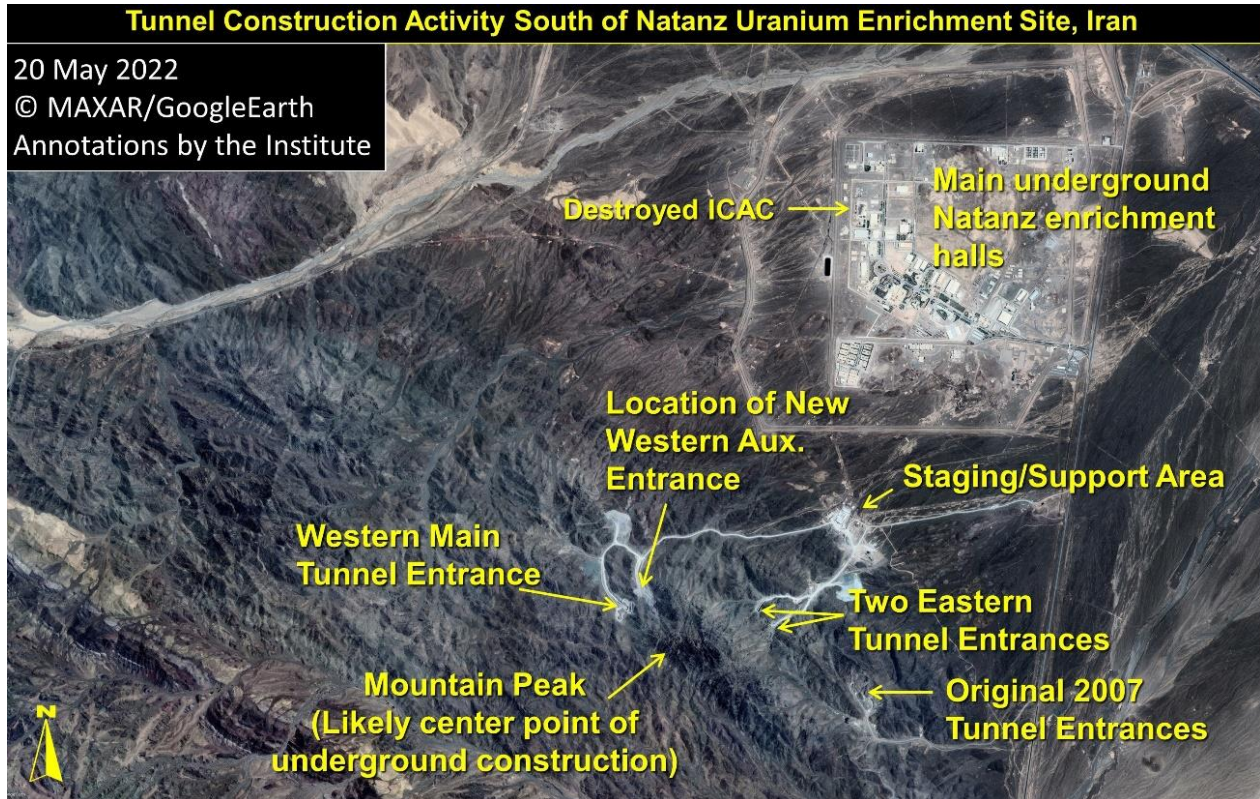 Tunnel Construction Activity South of Natanz Uranium Enrichment Site, Iran
20 May 2022
© MAXAR/GoogleEarth
Annotations by the Institute
Main underground
Natanz enrichment
halls
Destroyed ICAC
Location of New
Western Aux.
Entrance
Staging/Support Area
Western Main
Tunnel Entrance
Two Eastern
Tunnel Entrances
Mountain Peak
(Likely center point of
underground construction)
Original 2007
Tunnel Entrances
N